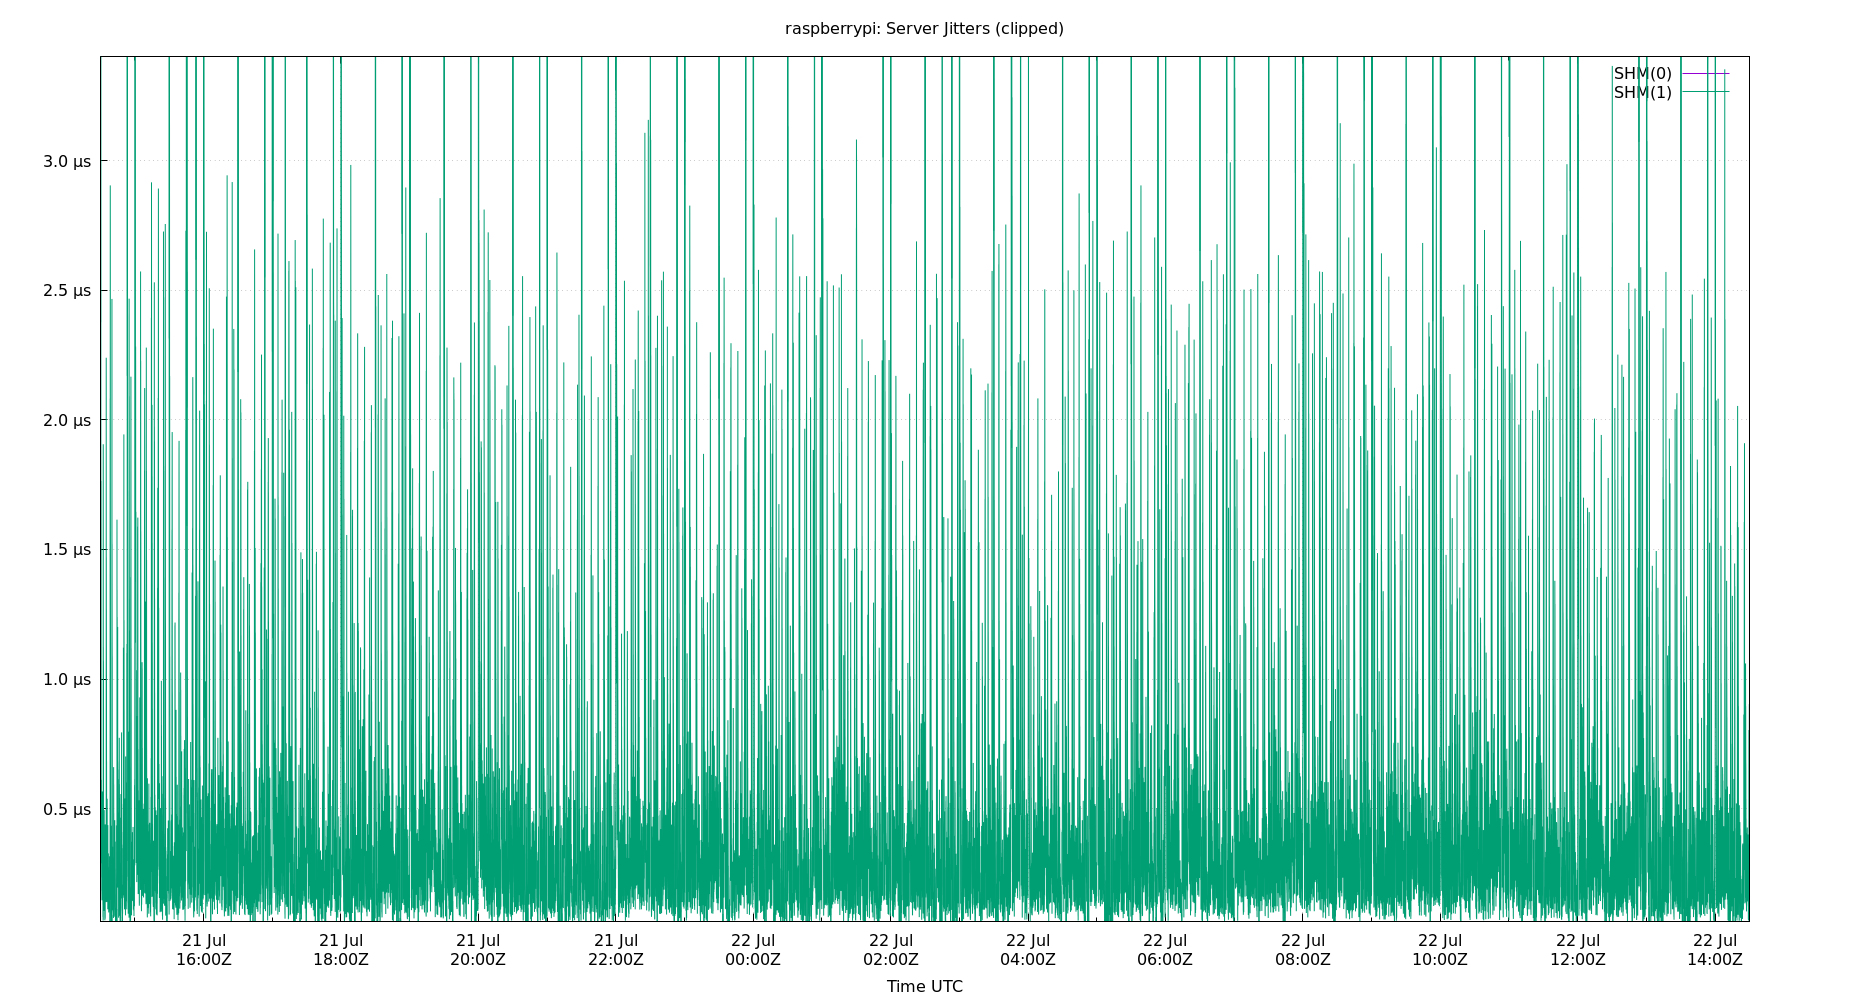 raspberrypi: Server Jitters (clipped)
SHM(0)
SHM(1)
3.0 µs
2.5 µs
2.0 µs
1.5 µs
1.0 µs
0.5 µs
21 Jul 21 Jul 21 Jul 21 Jul 22 Jul 22 Jul 22 Jul 22 Jul 22 Jul 22 Jul 22 Jul 22 Jul
16:00Z 18:00Z 20:00Z 22:00Z 00:00Z 02:00Z 04:00Z 06:00Z 08:00Z 10:00Z 12:00Z 14:00Z
Time UTC